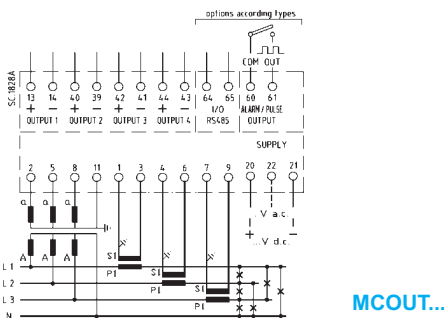 options according types
COM OUT
SC 1828A
13 14 40 39 42 41 44 43 64 65 60 61
+ − + − + − + − I/O ALARM/PULSE
OUTPUT 1 OUTPUT 2 OUTPUT 3 OUTPUT 4 RS485 OUTPUT
SUPPLY
2 5 8 11 1 3 4 6 7 9 20 22 21
a a a
...V a.c.
+ −
...V d.c.
A A A
S1
P1
S1
P1
S1
P1
L 1
L 2
L 3
N
MCOUT...